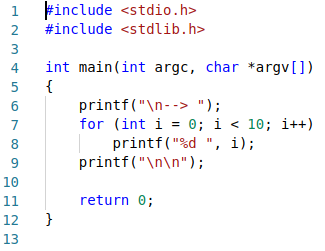 1 #include <stdio.h>
2 #include <stdlib.h>
3
4 int main(int argc, char *argv[])
5 {
6     printf("\n--> ");
7     for (int i = 0; i < 10; i++)
8         printf("%d ", i);
9     printf("\n\n");
10
11     return 0;
12 }
13